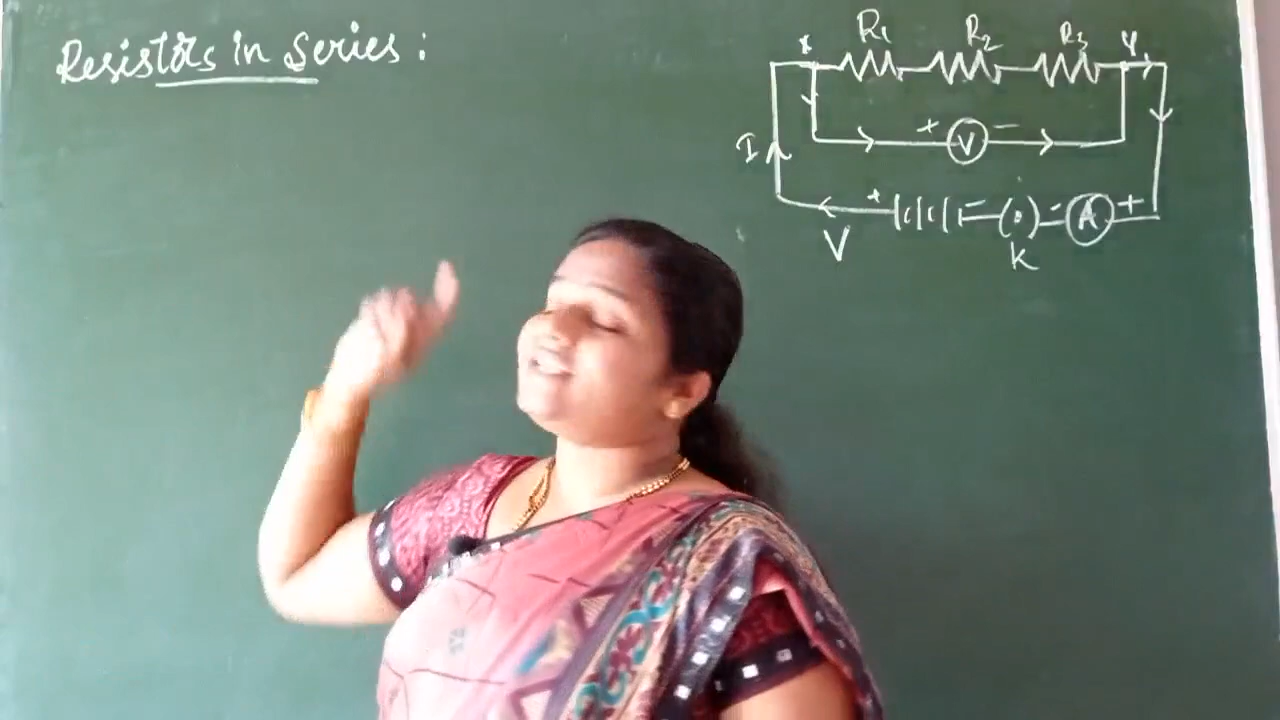 Resistors in Series :
X R1 R2 R3 Y
+ V -
I
+ - - A +
V K